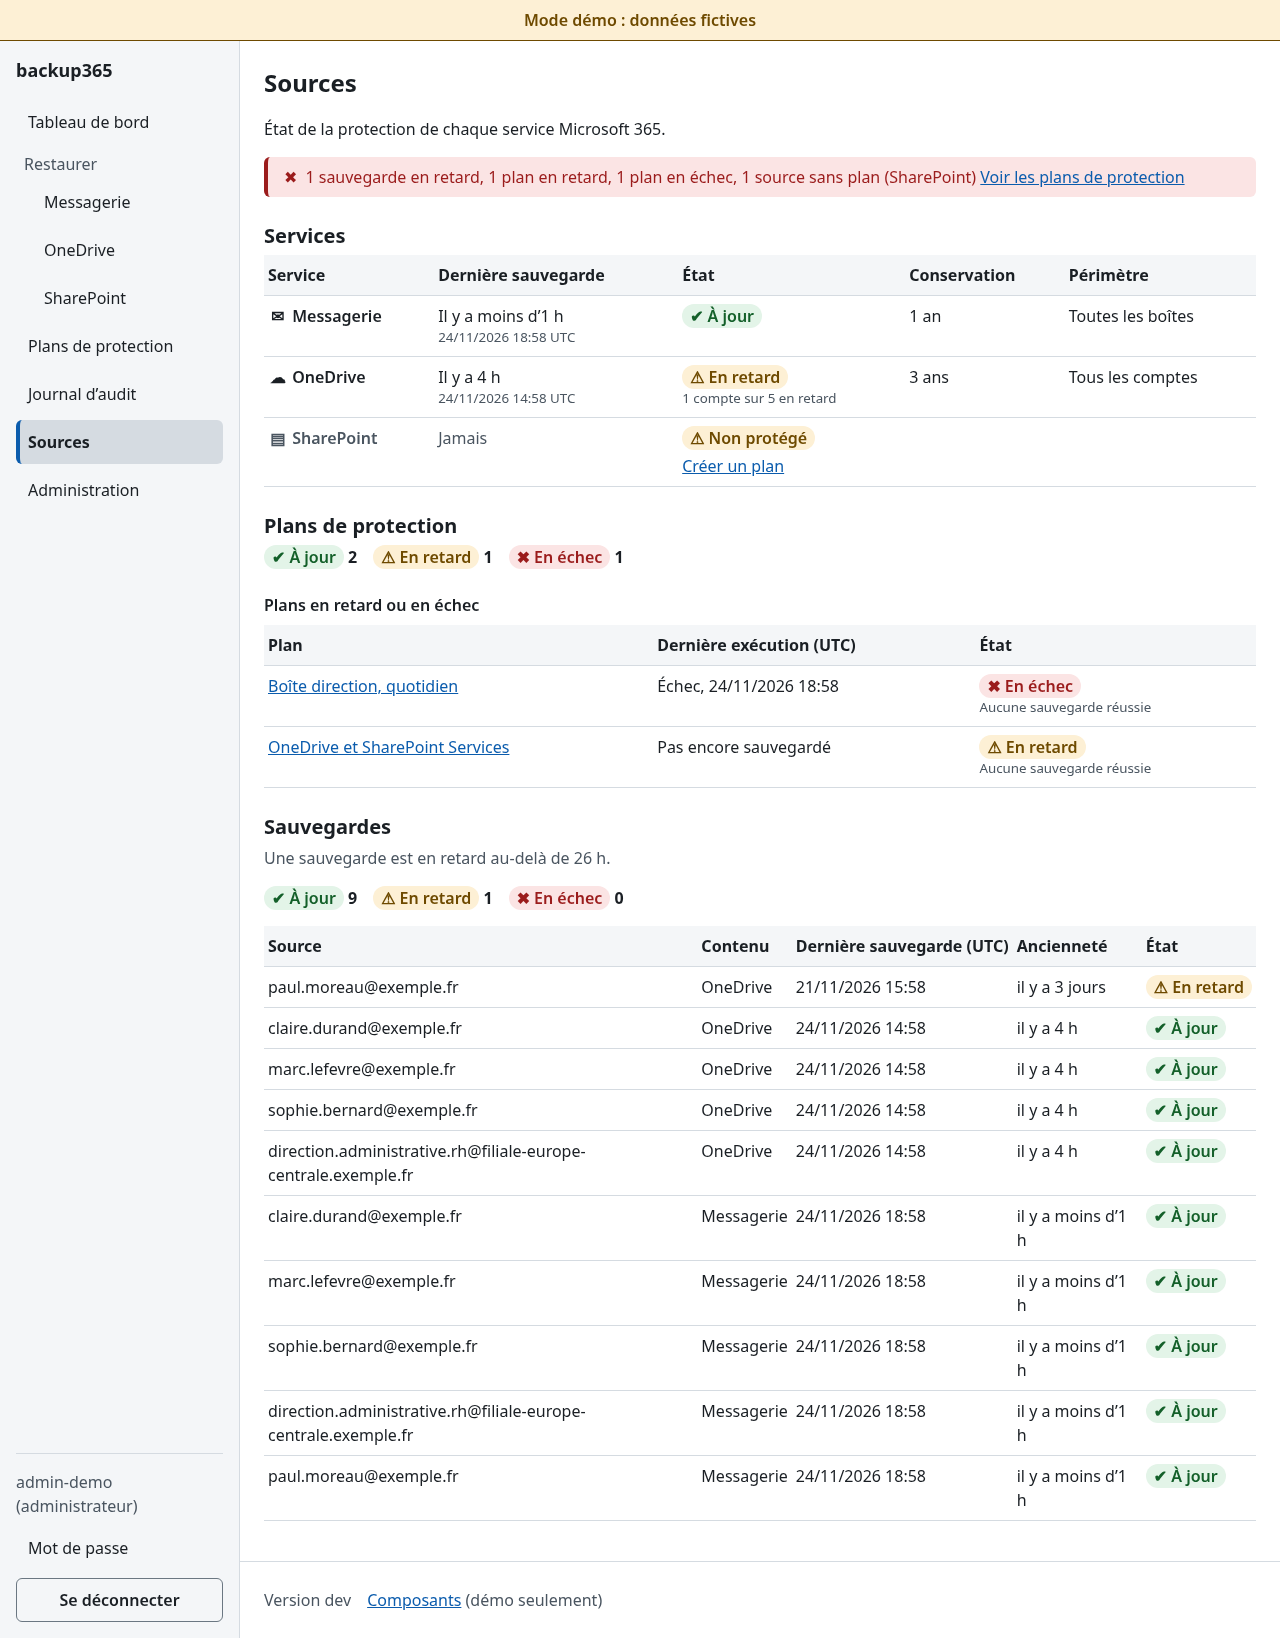 Mode démo : données fictives
backup365
Tableau de bord
Restaurer
Messagerie
OneDrive
SharePoint
Plans de protection
Journal d’audit
Sources
Administration
admin-demo
(administrateur)
Mot de passe
Se déconnecter
Sources
État de la protection de chaque service Microsoft 365.
✖ 1 sauvegarde en retard, 1 plan en retard, 1 plan en échec, 1 source sans plan (SharePoint) Voir les plans de protection
Services
Service Dernière sauvegarde État Conservation Périmètre
✉ Messagerie Il y a moins d’1 h ✔ À jour 1 an Toutes les boîtes
24/11/2026 18:58 UTC
☁ OneDrive Il y a 4 h ⚠ En retard 3 ans Tous les comptes
24/11/2026 14:58 UTC 1 compte sur 5 en retard
▤ SharePoint Jamais ⚠ Non protégé
Créer un plan
Plans de protection
✔ À jour 2 ⚠ En retard 1 ✖ En échec 1
Plans en retard ou en échec
Plan Dernière exécution (UTC) État
Boîte direction, quotidien Échec, 24/11/2026 18:58 ✖ En échec
Aucune sauvegarde réussie
OneDrive et SharePoint Services Pas encore sauvegardé ⚠ En retard
Aucune sauvegarde réussie
Sauvegardes
Une sauvegarde est en retard au-delà de 26 h.
✔ À jour 9 ⚠ En retard 1 ✖ En échec 0
Source Contenu Dernière sauvegarde (UTC) Ancienneté État
paul.moreau@exemple.fr OneDrive 21/11/2026 15:58 il y a 3 jours ⚠ En retard
claire.durand@exemple.fr OneDrive 24/11/2026 14:58 il y a 4 h ✔ À jour
marc.lefevre@exemple.fr OneDrive 24/11/2026 14:58 il y a 4 h ✔ À jour
sophie.bernard@exemple.fr OneDrive 24/11/2026 14:58 il y a 4 h ✔ À jour
direction.administrative.rh@filiale-europe- OneDrive 24/11/2026 14:58 il y a 4 h ✔ À jour
centrale.exemple.fr
claire.durand@exemple.fr Messagerie 24/11/2026 18:58 il y a moins d’1 ✔ À jour
h
marc.lefevre@exemple.fr Messagerie 24/11/2026 18:58 il y a moins d’1 ✔ À jour
h
sophie.bernard@exemple.fr Messagerie 24/11/2026 18:58 il y a moins d’1 ✔ À jour
h
direction.administrative.rh@filiale-europe- Messagerie 24/11/2026 18:58 il y a moins d’1 ✔ À jour
centrale.exemple.fr h
paul.moreau@exemple.fr Messagerie 24/11/2026 18:58 il y a moins d’1 ✔ À jour
h
Version dev Composants (démo seulement)